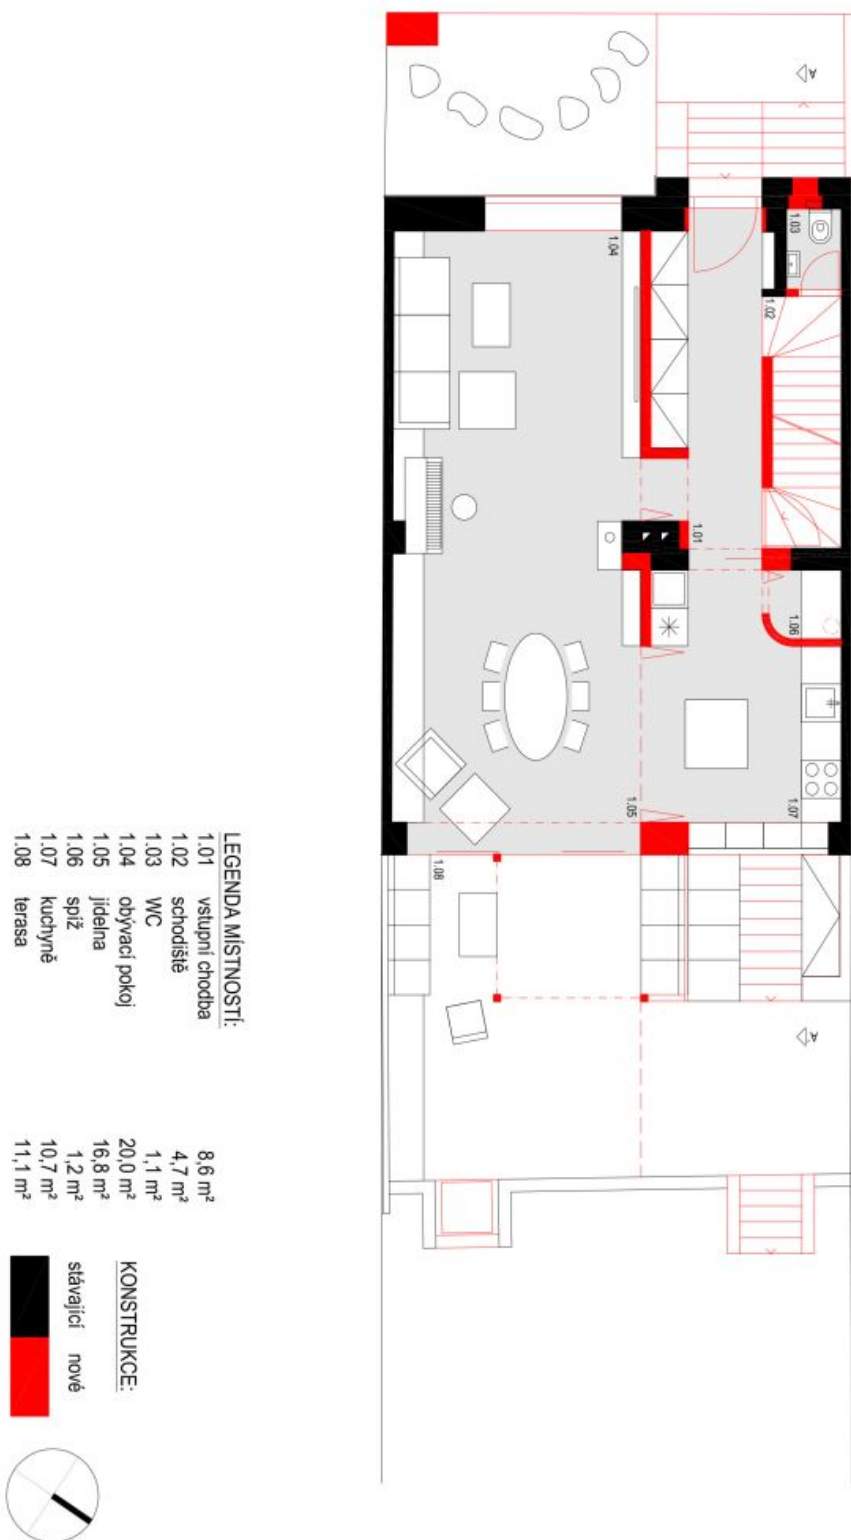 A
1.03
1.02
1.04
1.01
1.06
1.05
1.07
1.08
A
LEGENDA MÍSTNOSTÍ:
1.01 vstupní chodba 8,6 m²
1.02 schodiště 4,7 m²
1.03 WC 1,1 m²
1.04 obývací pokoj 20,0 m²
1.05 jídelna 16,8 m²
1.06 spíž 1,2 m²
1.07 kuchyně 10,7 m²
1.08 terasa 11,1 m²
KONSTRUKCE:
stávající nové